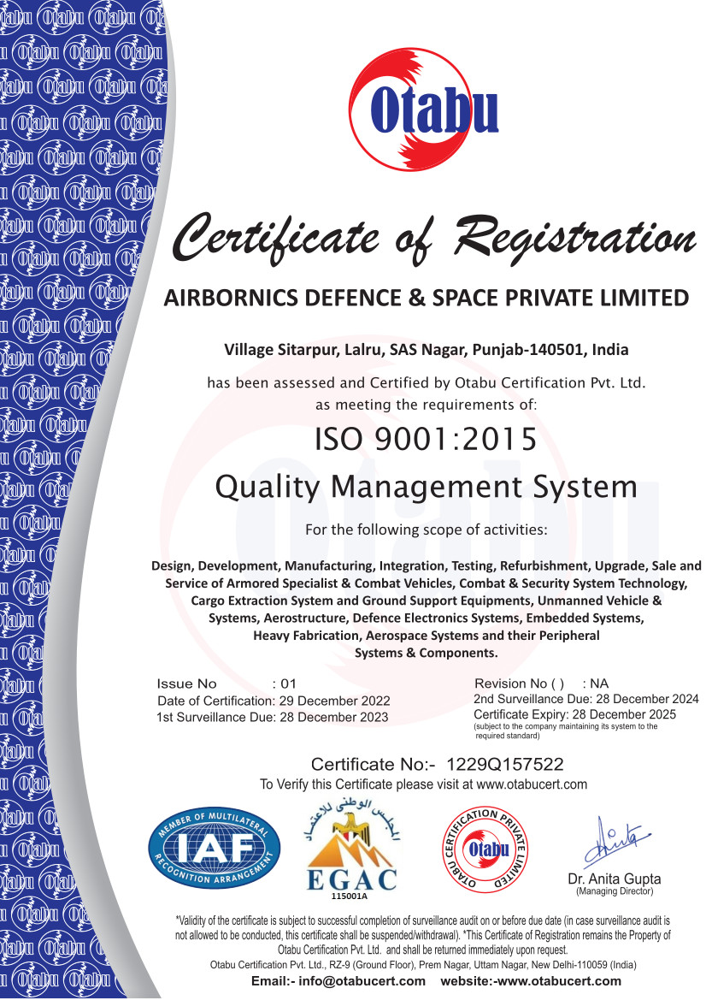 Otabu
Certificate of Registration
AIRBORNICS DEFENCE & SPACE PRIVATE LIMITED
Village Sitarpur, Lalru, SAS Nagar, Punjab-140501, India
has been assessed and Certified by Otabu Certification Pvt. Ltd.
as meeting the requirements of:
ISO 9001:2015
Quality Management System
For the following scope of activities:
Design, Development, Manufacturing, Integration, Testing, Refurbishment, Upgrade, Sale and
Service of Armored Specialist & Combat Vehicles, Combat & Security System Technology,
Cargo Extraction System and Ground Support Equipments, Unmanned Vehicle &
Systems, Aerostructure, Defence Electronics Systems, Embedded Systems,
Heavy Fabrication, Aerospace Systems and their Peripheral
Systems & Components.
Issue No : 01
Date of Certification: 29 December 2022
1st Surveillance Due: 28 December 2023
Revision No ( ) : NA
2nd Surveillance Due: 28 December 2024
Certificate Expiry: 28 December 2025
(subject to the company maintaining its system to the
required standard)
Certificate No:- 1229Q157522
To Verify this Certificate please visit at www.otabucert.com
MEMBER OF MULTILATERAL
IAF
RECOGNITION ARRANGEMENT
المجلس الوطنى للاعتماد
EGAC
115001A
OTABU CERTIFICATION PRIVATE LIMITED
Otabu
Anita
Dr. Anita Gupta
(Managing Director)
*Validity of the certificate is subject to successful completion of surveillance audit on or before due date (in case surveillance audit is
not allowed to be conducted, this certificate shall be suspended/withdrawal). *This Certificate of Registration remains the Property of
Otabu Certification Pvt. Ltd. and shall be returned immediately upon request.
Otabu Certification Pvt. Ltd., RZ-9 (Ground Floor), Prem Nagar, Uttam Nagar, New Delhi-110059 (India)
Email:- info@otabucert.com website:-www.otabucert.com